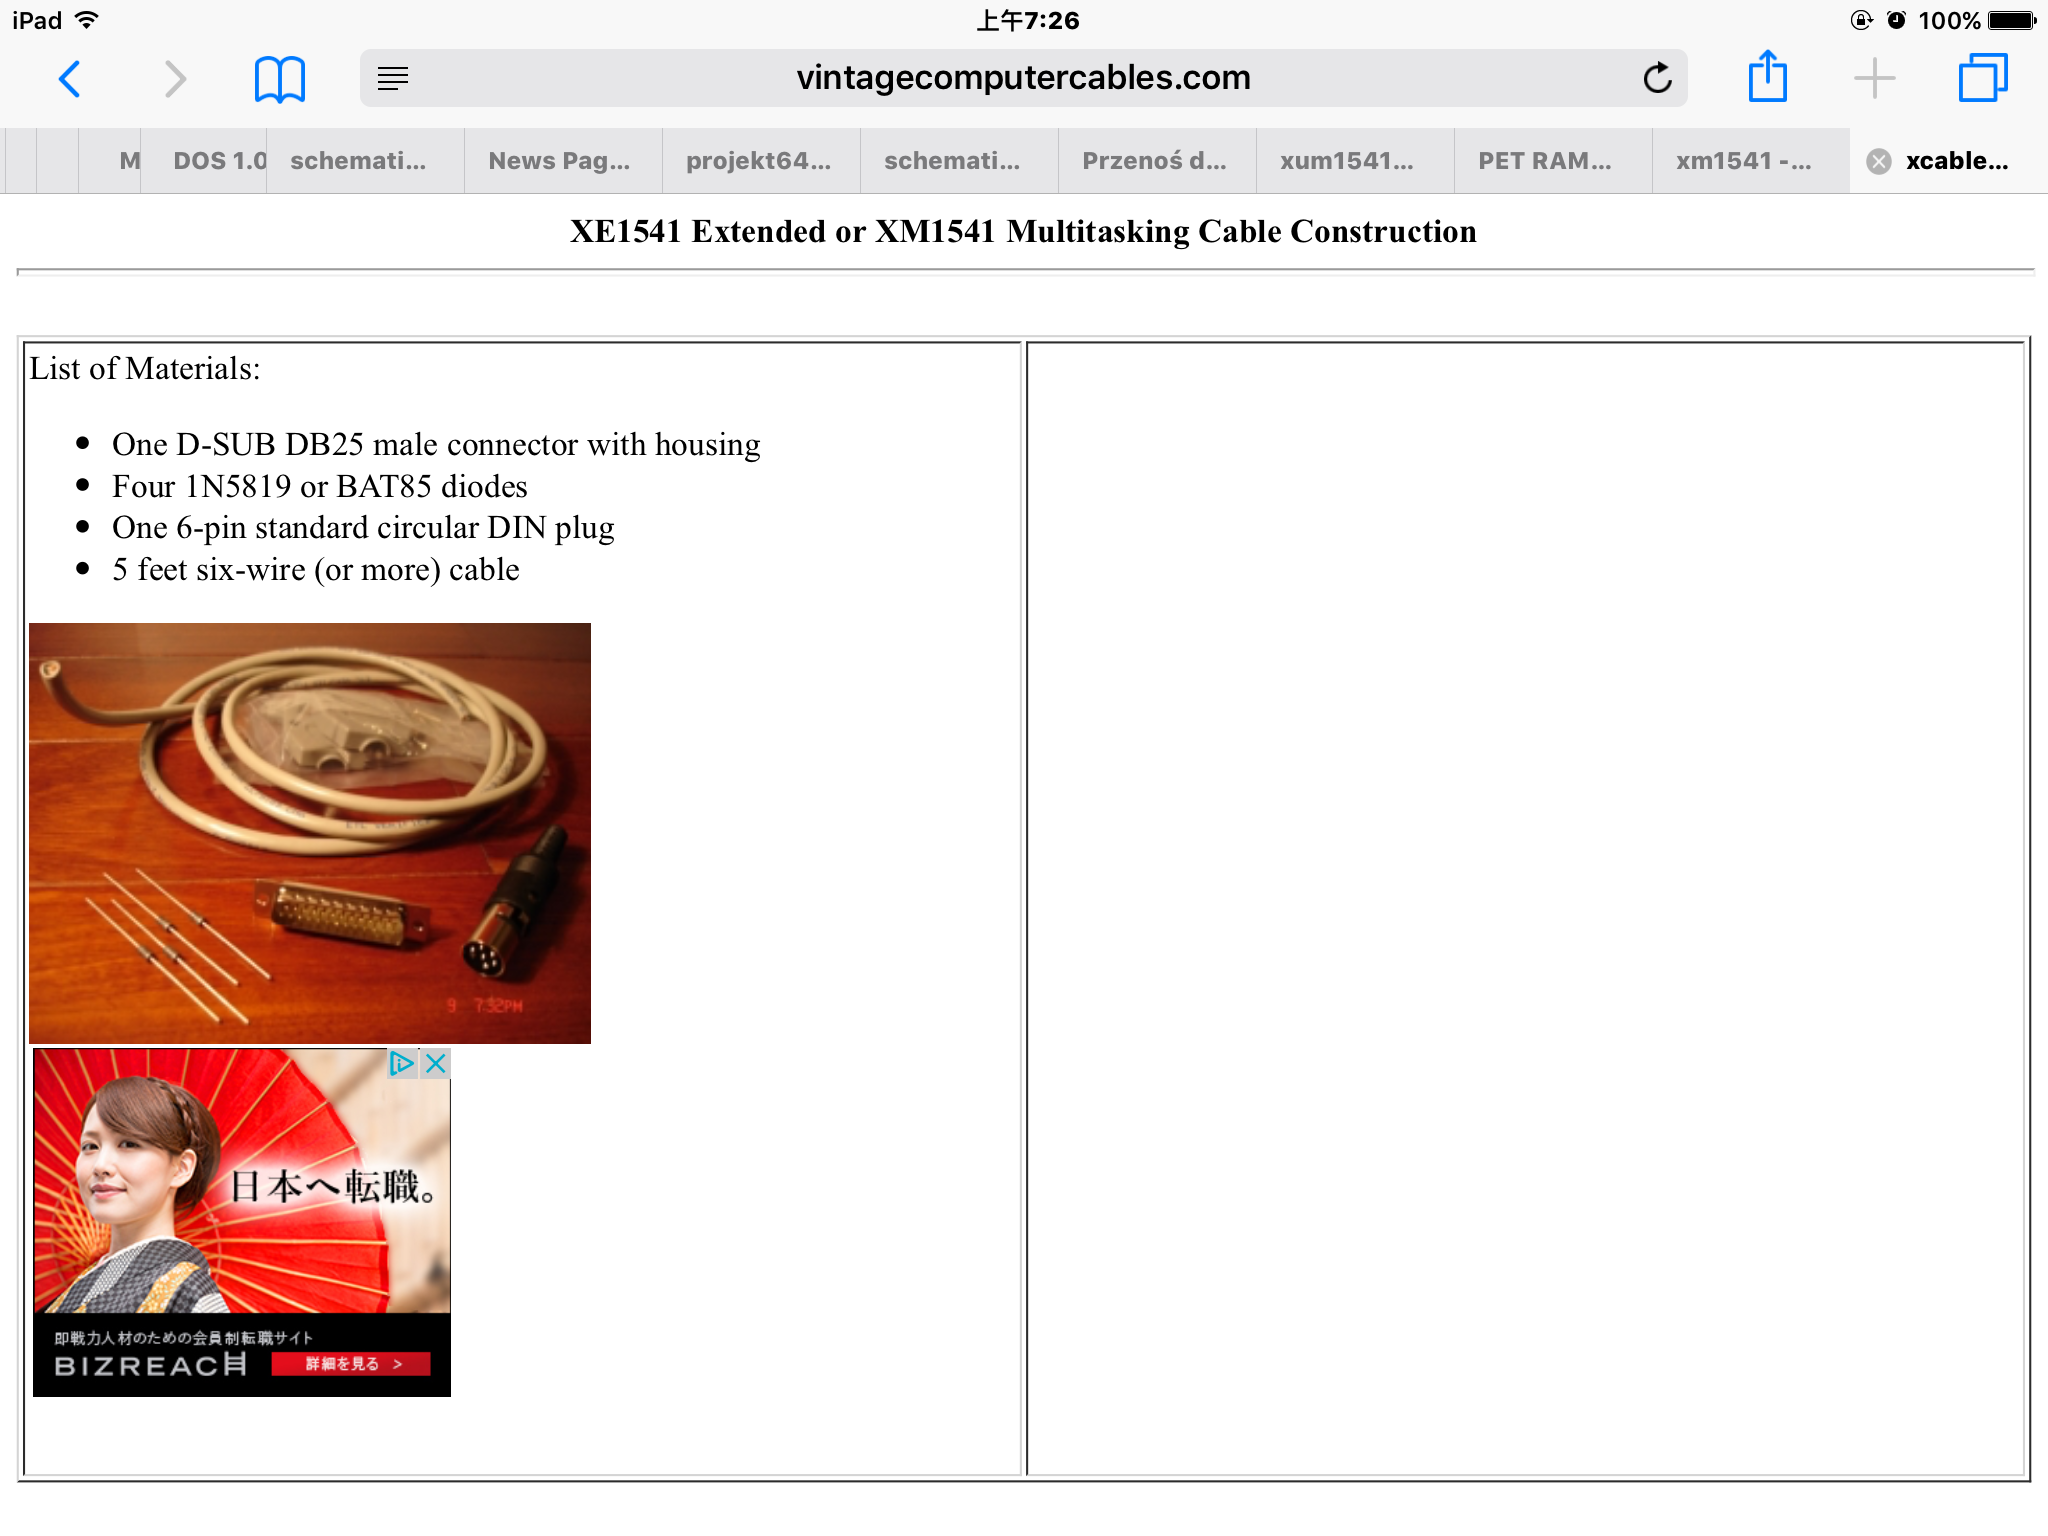 iPad 上午7:26 100%
vintagecomputercables.com
M DOS 1.0 schemati... News Pag... projekt64... schemati... Przenoś d... xum1541... PET RAM... xm1541 -... xcable...
XE1541 Extended or XM1541 Multitasking Cable Construction
List of Materials:
One D-SUB DB25 male connector with housing
Four 1N5819 or BAT85 diodes
One 6-pin standard circular DIN plug
5 feet six-wire (or more) cable
9 7:32PM
日本へ転職。
即戦力人材のための会員制転職サイト
BIZREACH 詳細を見る >